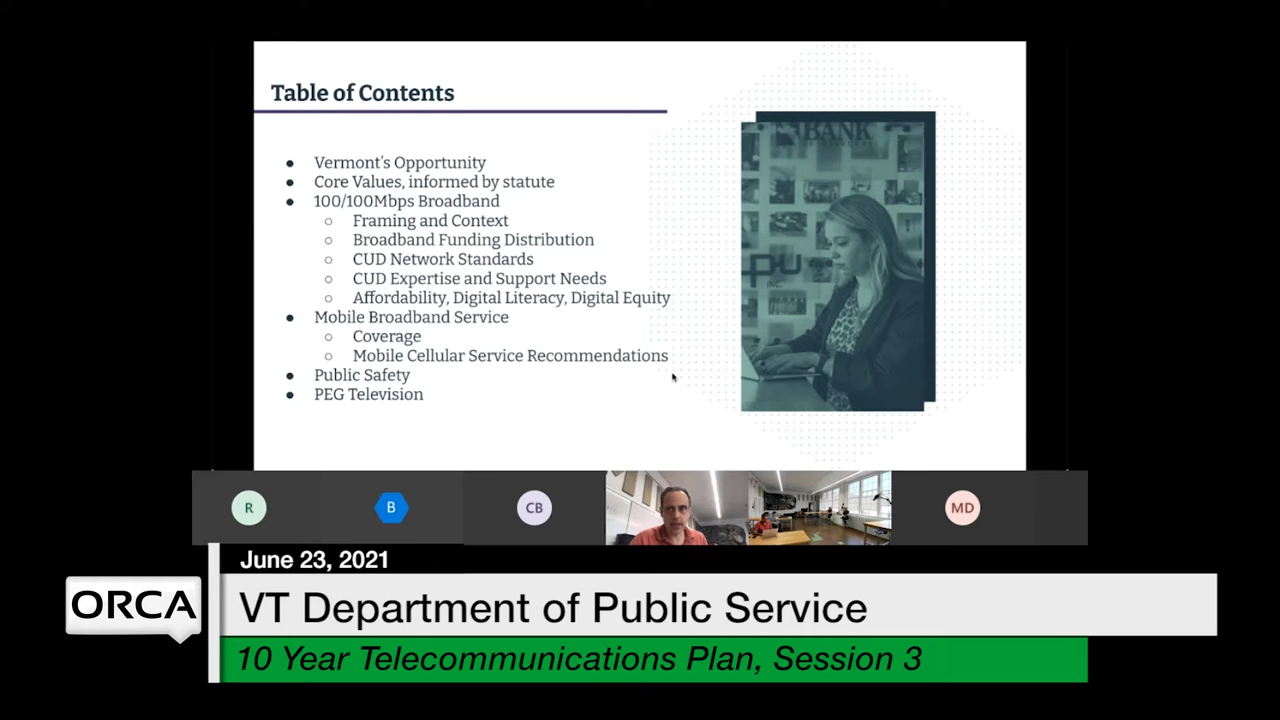 Table of Contents
BANK
● Vermont's Opportunity
● Core Values, informed by statute
● 100/100Mbps Broadband
○ Framing and Context
○ Broadband Funding Distribution
○ CUD Network Standards
○ CUD Expertise and Support Needs
○ Affordability, Digital Literacy, Digital Equity
● Mobile Broadband Service
○ Coverage
○ Mobile Cellular Service Recommendations
● Public Safety
● PEG Television
pu
INC.
R
B
CB
MD
June 23, 2021
ORCA
VT Department of Public Service
10 Year Telecommunications Plan, Session 3